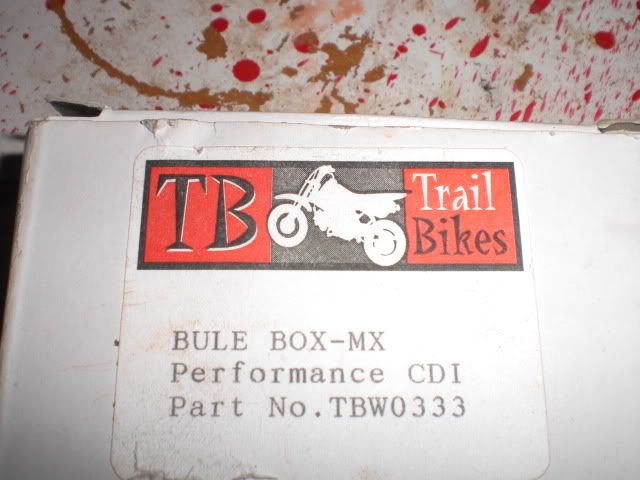 TB Trail
Bikes
BULE BOX-MX
Performance CDI
Part No.TBW0333